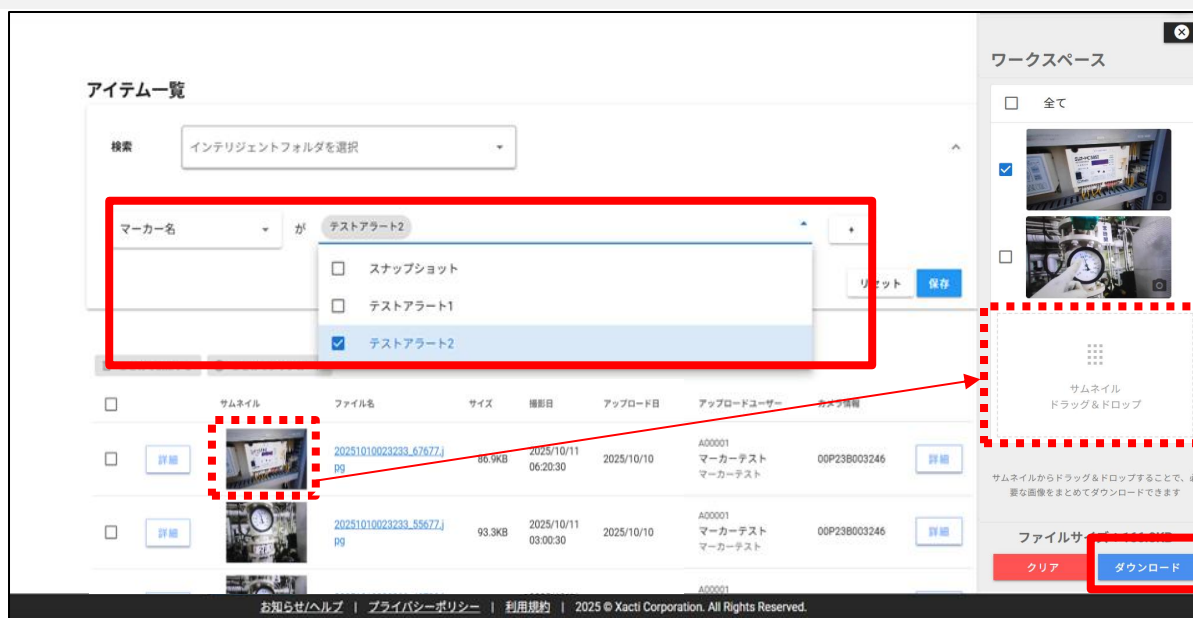 アイテム一覧
検索
インテリジェントフォルダを選択
マーカー名
が
テストアラート2
+
スナップショット
テストアラート1
テストアラート2
リセット
保存
サムネイル ファイル名 サイズ 撮影日 アップロード日 アップロードユーザー カメラ情報
詳細
20251010023233_67677.j
pg
86.9KB
2025/10/11
06:20:30
2025/10/10
A00001
マーカーテスト
マーカーテスト
00P23B003246
詳細
詳細
20251010023233_55677.j
pg
93.3KB
2025/10/11
03:00:30
2025/10/10
A00001
マーカーテスト
マーカーテスト
00P23B003246
詳細
A00001
お知らせ/ヘルプ | プライバシーポリシー | 利用規約 | 2025 © Xacti Corporation. All Rights Reserved.
ワークスペース
全て
サムネイル
ドラッグ＆ドロップ
サムネイルからドラッグ＆ドロップすることで、
要な画像をまとめてダウンロードできます
ファイルサイズ
クリア
ダウンロード